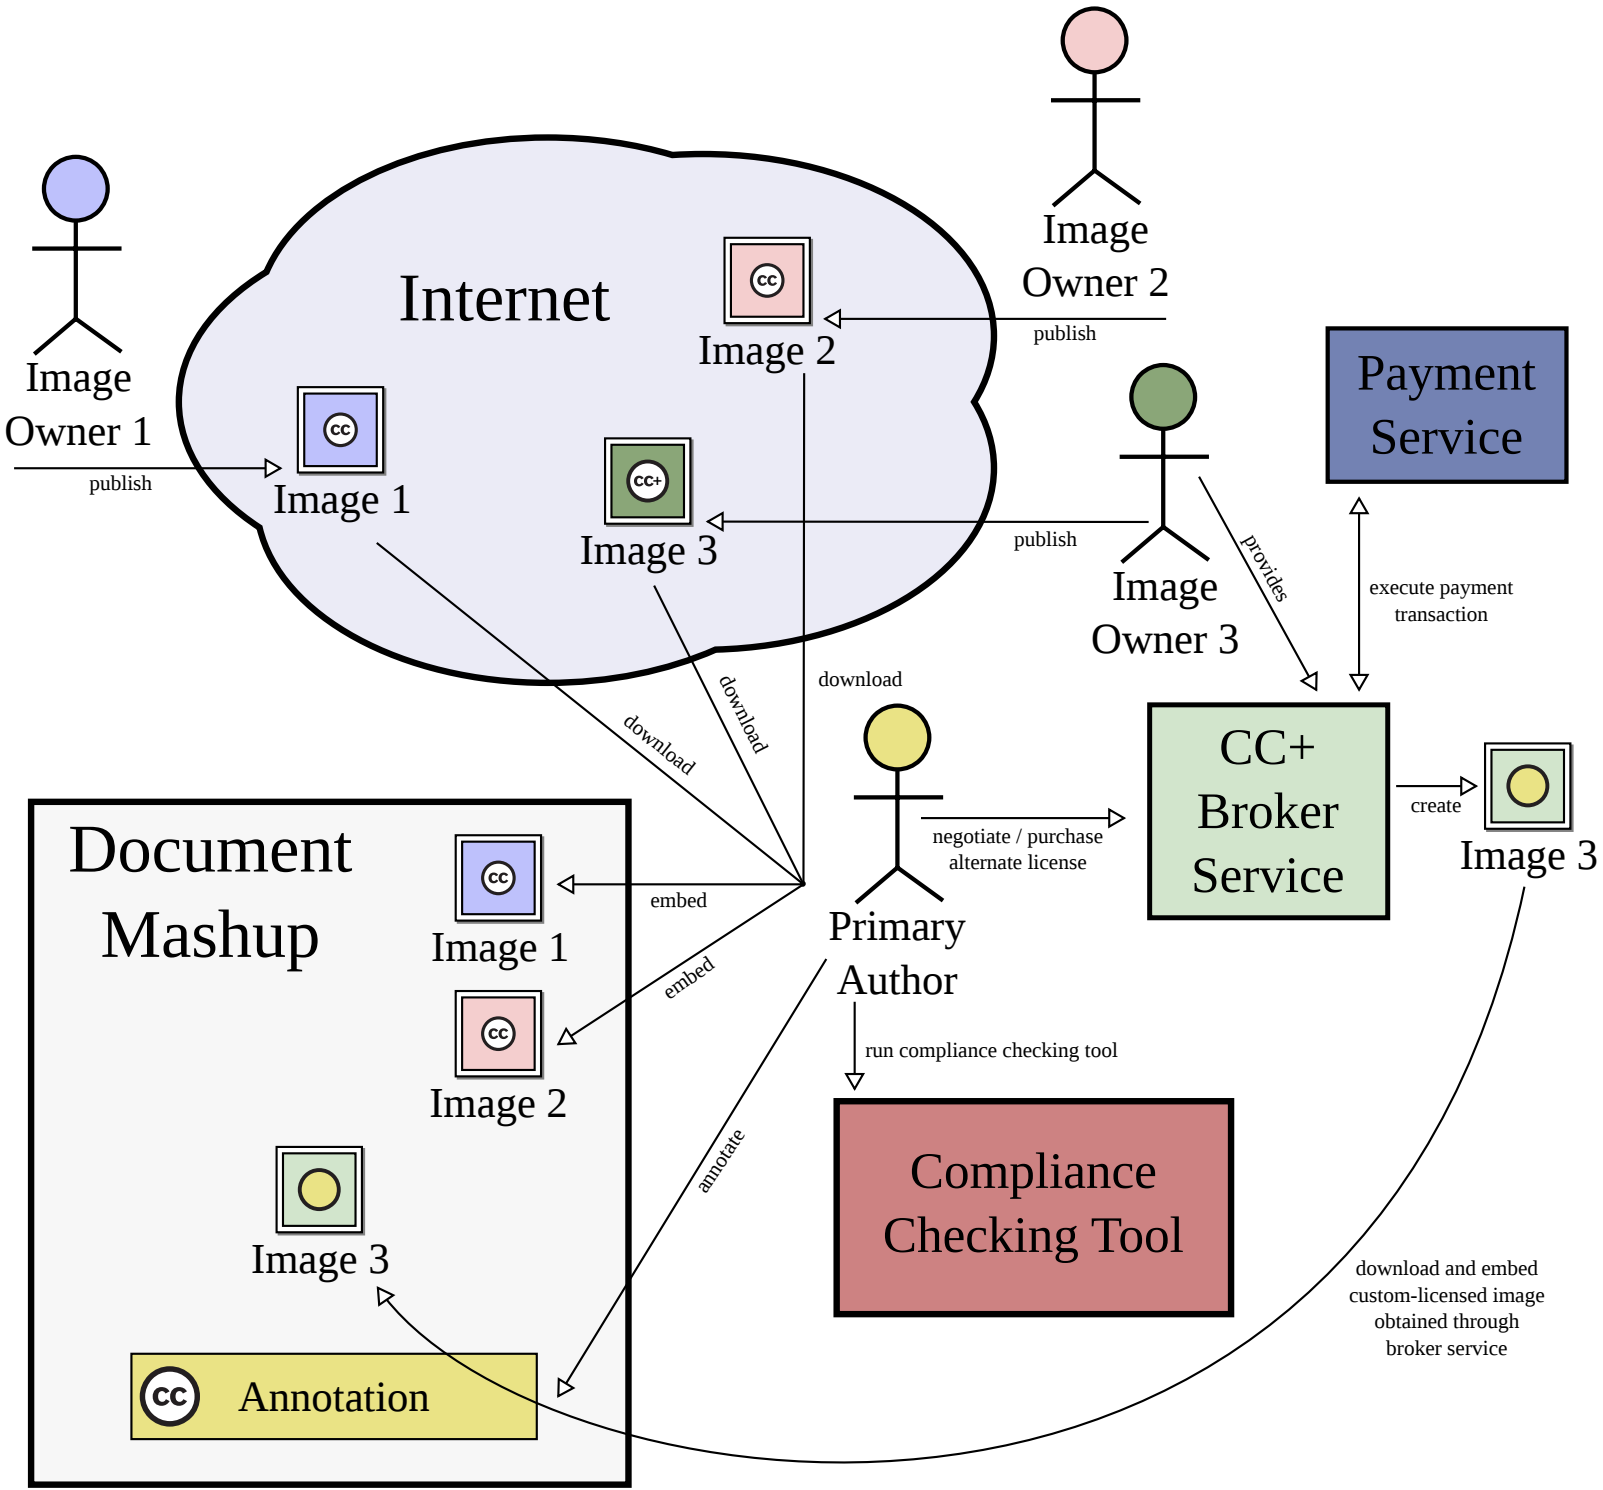 Image
Owner 2
publish
Internet
CC
Image 2
Image
Owner 1
publish
CC
Image 1
CC+
Image 3
publish
Image
Owner 3
provides
Payment
Service
execute payment
transaction
download
download
download
negotiate / purchase
alternate license
Primary
Author
CC+
Broker
Service
create
Image 3
Document
Mashup
CC
Image 1
embed
CC
Image 2
embed
run compliance checking tool
annotate
Compliance
Checking Tool
Image 3
download and embed
custom-licensed image
obtained through
broker service
CC
Annotation